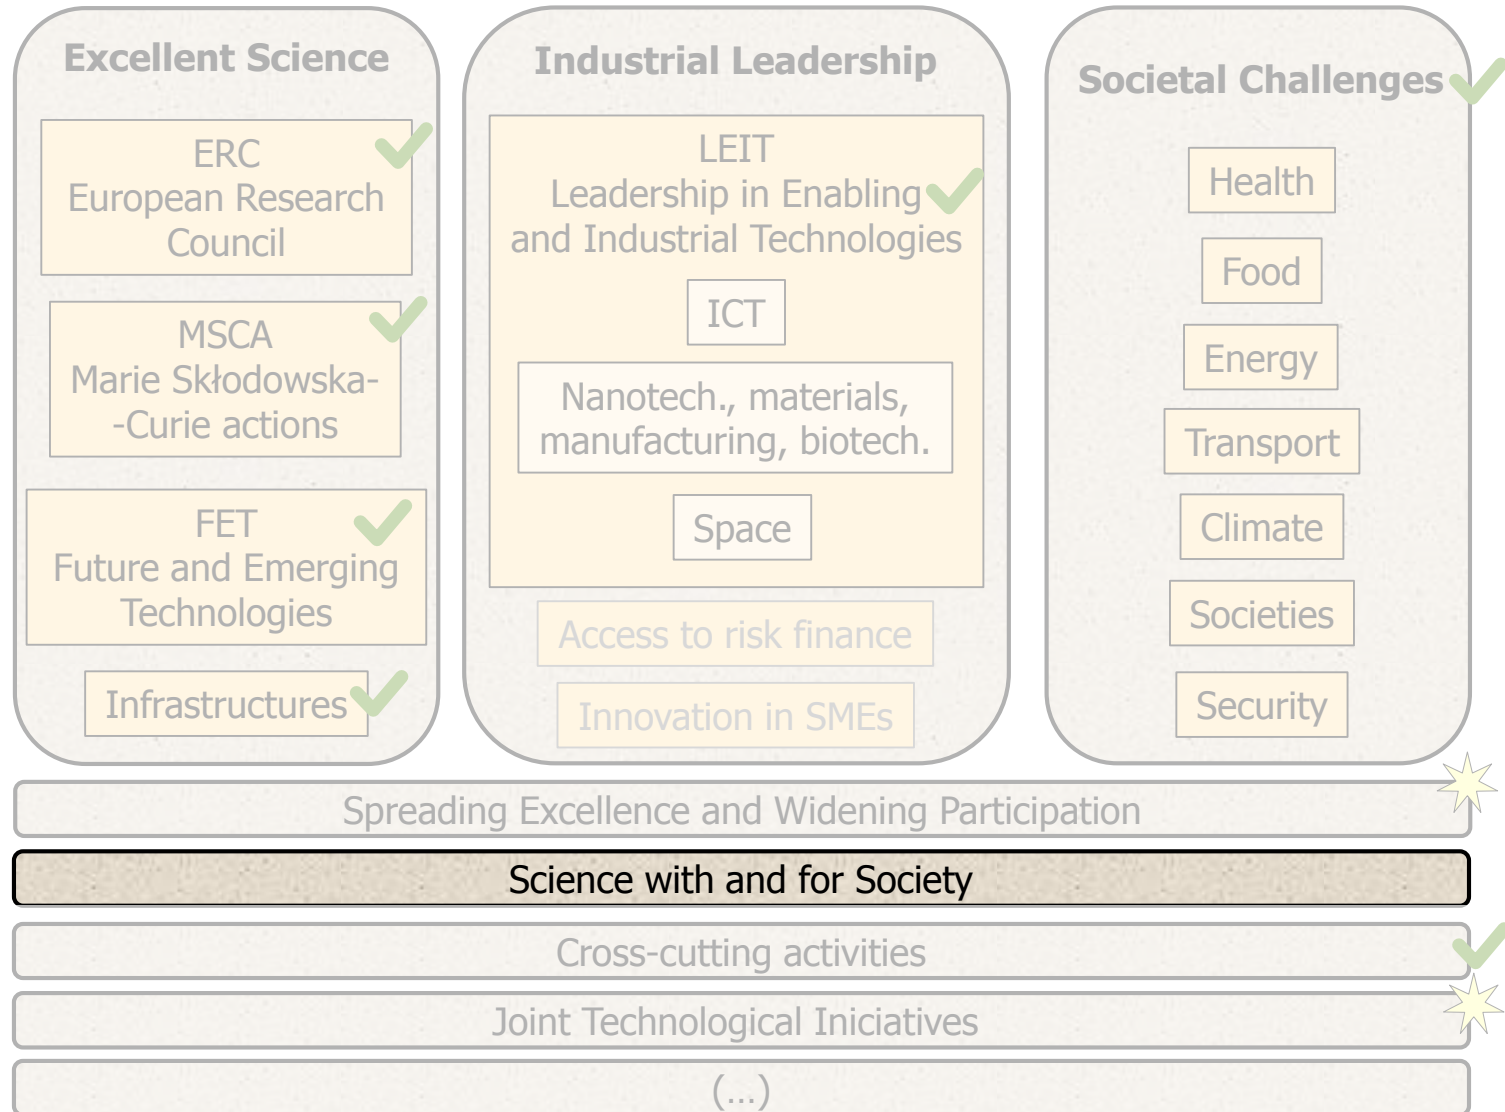 Excellent Science
ERC
European Research
Council
MSCA
Marie Skłodowska-
-Curie actions
FET
Future and Emerging
Technologies
Infrastructures
Industrial Leadership
LEIT
Leadership in Enabling
and Industrial Technologies
ICT
Nanotech., materials,
manufacturing, biotech.
Space
Access to risk finance
Innovation in SMEs
Societal Challenges
Health
Food
Energy
Transport
Climate
Societies
Security
Spreading Excellence and Widening Participation
Science with and for Society
Cross-cutting activities
Joint Technological Iniciatives
(...)